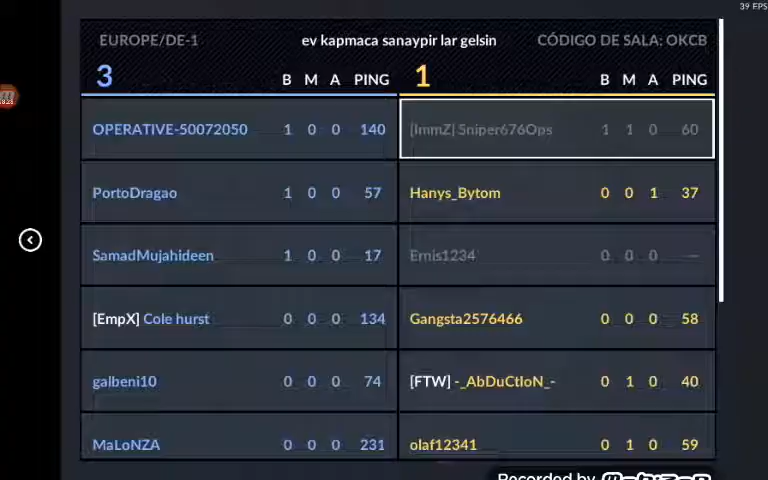 39 FPS
EUROPE/DE-1 ev kapmaca sanaypir lar gelsin CÓDIGO DE SALA: OKCB
3 B M A PING 1 B M A PING
OPERATIVE-50072050 1 0 0 140 [ImmZ] Sniper676Ops 1 1 0 60
PortoDragao 1 0 0 57 Hanys_Bytom 0 0 1 37
SamadMujahideen 1 0 0 17 Emis1234 0 0 0 —
[EmpX] Cole hurst 0 0 0 134 Gangsta2576466 0 0 0 58
galbeni10 0 0 0 74 [FTW] -_AbDuCtIoN_- 0 1 0 40
MaLoNZA 0 0 0 231 olaf12341 0 1 0 59
Recorded by